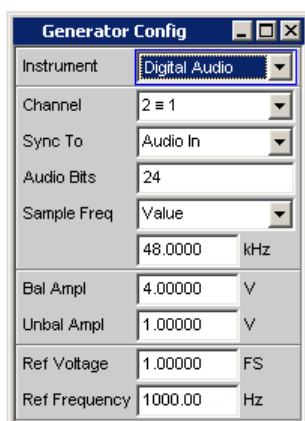 Generator Config
Instrument Digital Audio
Channel 2 ≡ 1
Sync To Audio In
Audio Bits 24
Sample Freq Value
48.0000 kHz
Bal Ampl 4.00000 V
Unbal Ampl 1.00000 V
Ref Voltage 1.00000 FS
Ref Frequency 1000.00 Hz